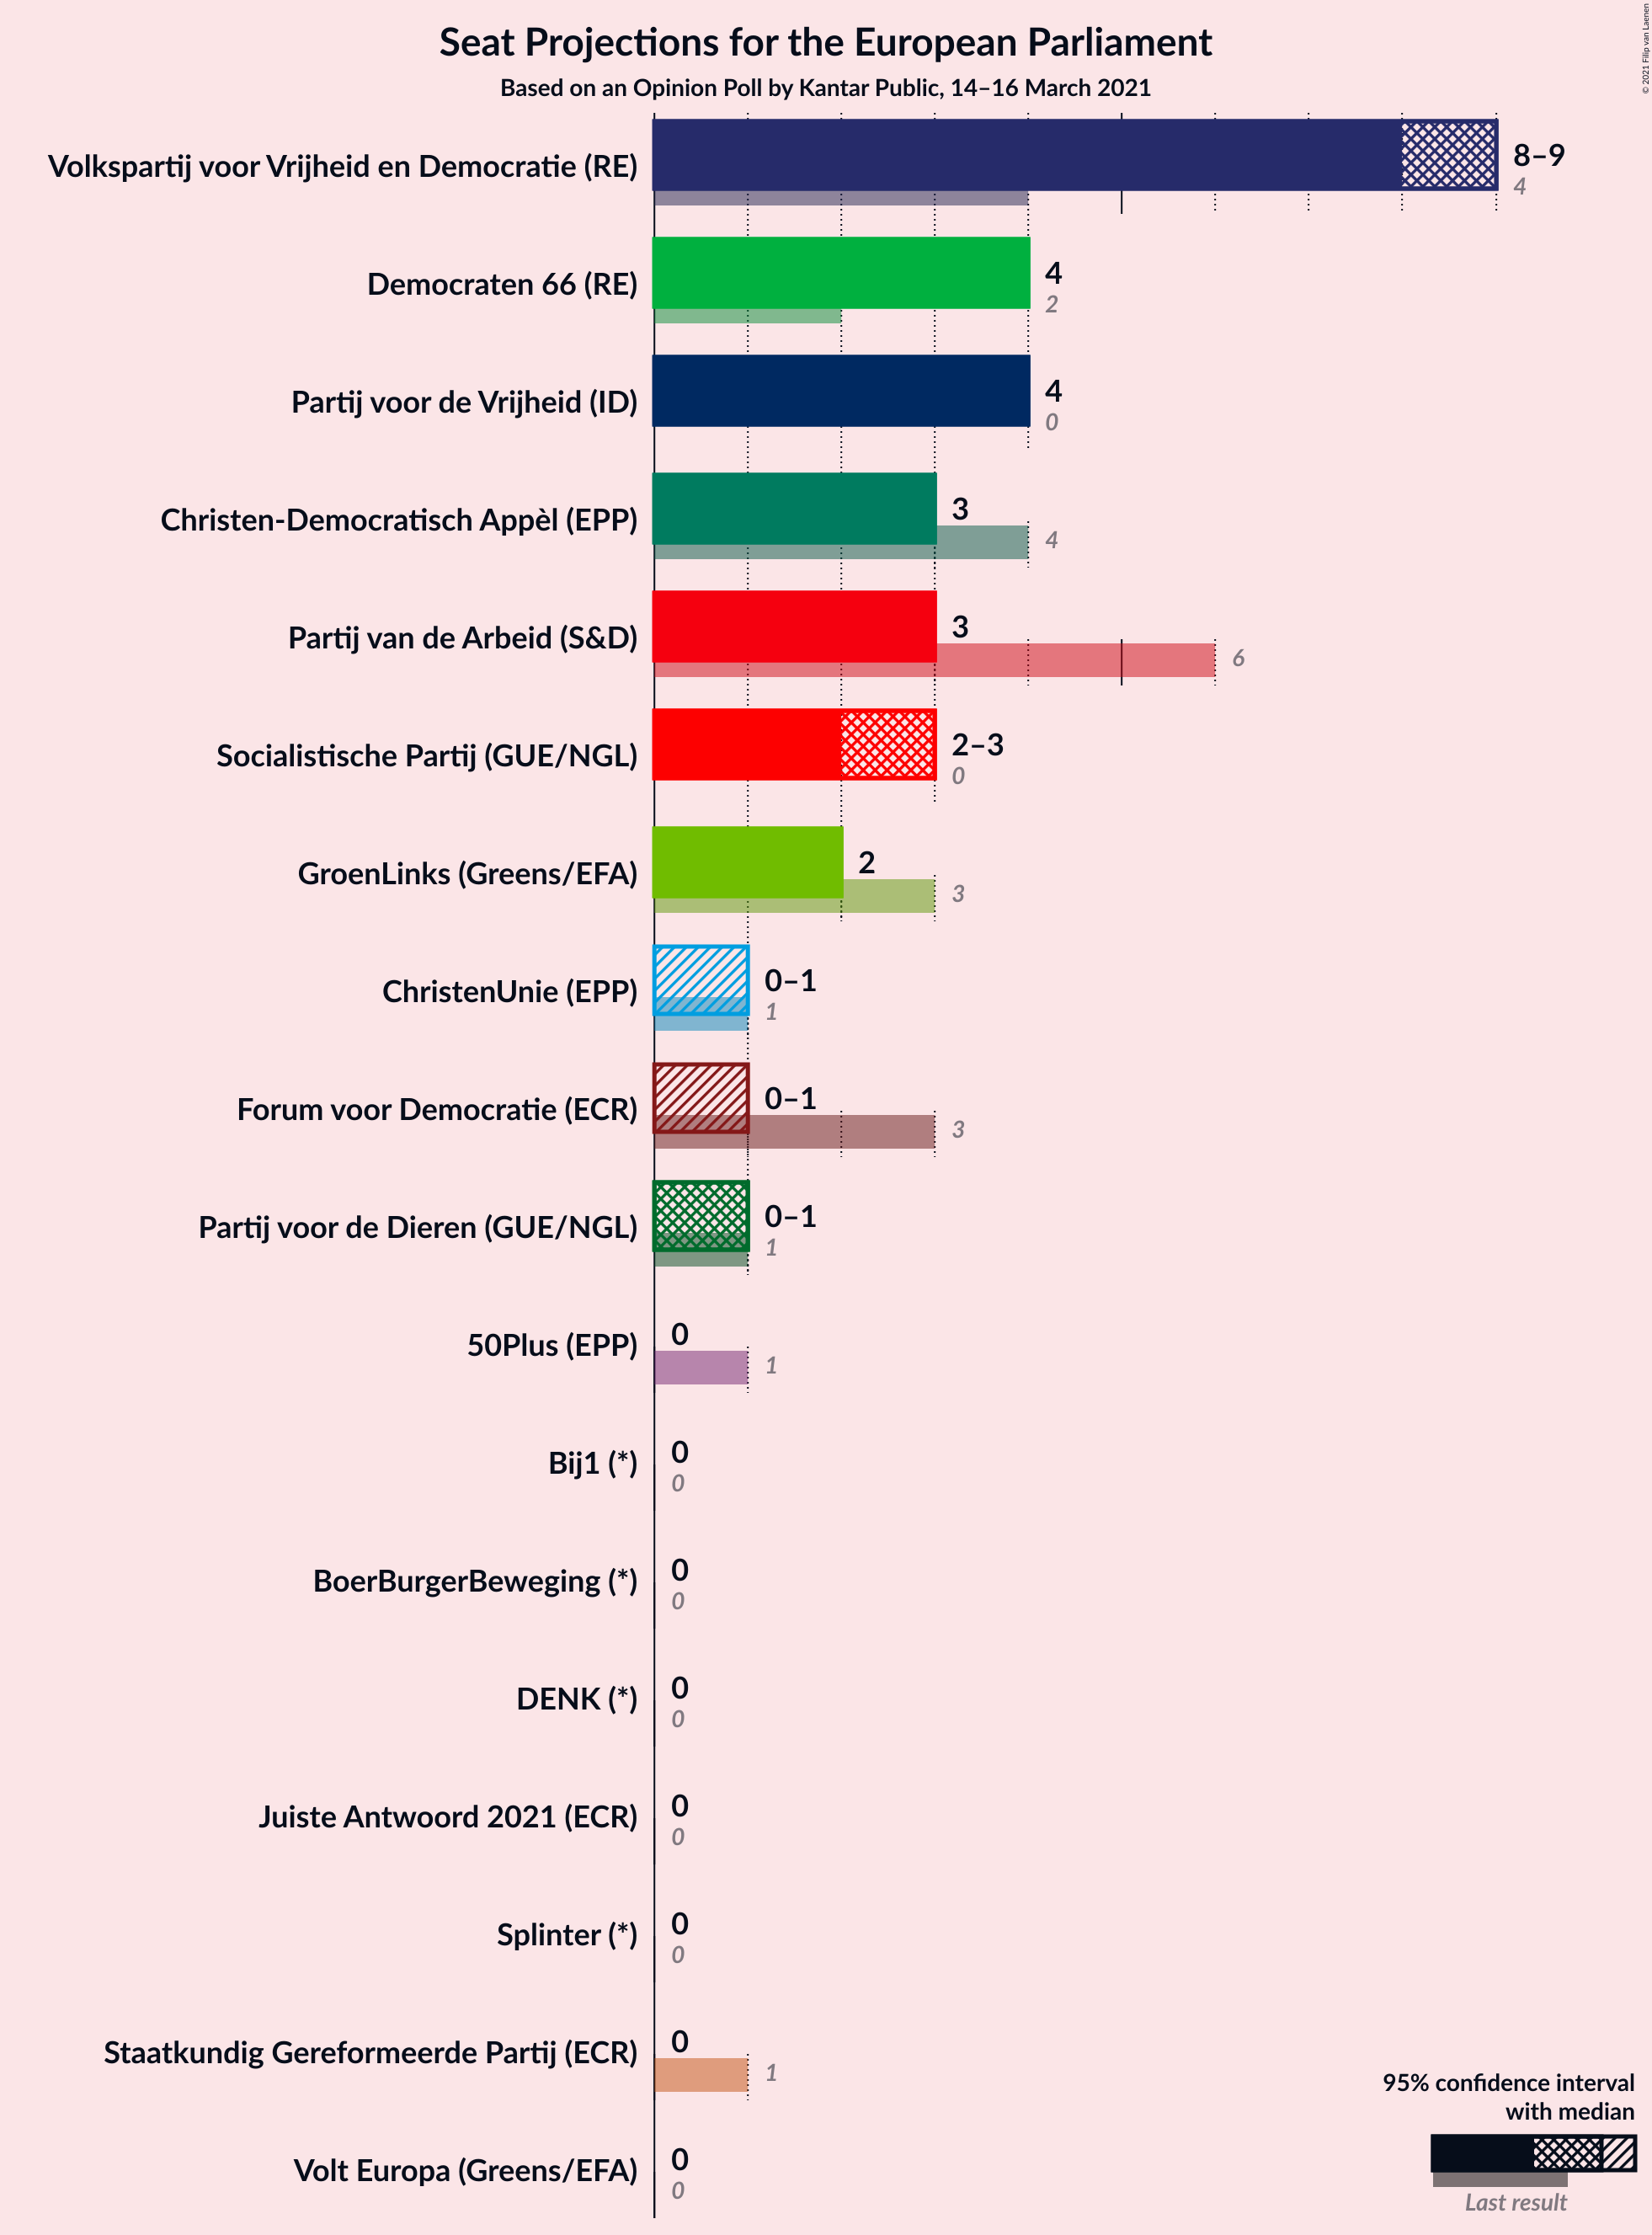 Seat Projections for the European Parliament
Based on an Opinion Poll by Kantar Public, 14–16 March 2021
© 2021 Filip van Laenen
Volkspartij voor Vrijheid en Democratie (RE)
8–9
4
Democraten 66 (RE)
4
2
Partij voor de Vrijheid (ID)
4
0
Christen-Democratisch Appèl (EPP)
3
4
Partij van de Arbeid (S&D)
3
6
Socialistische Partij (GUE/NGL)
2–3
0
GroenLinks (Greens/EFA)
2
3
ChristenUnie (EPP)
0–1
1
Forum voor Democratie (ECR)
0–1
3
Partij voor de Dieren (GUE/NGL)
0–1
1
50Plus (EPP)
0
1
Bij1 (*)
0
0
BoerBurgerBeweging (*)
0
0
DENK (*)
0
0
Juiste Antwoord 2021 (ECR)
0
0
Splinter (*)
0
0
Staatkundig Gereformeerde Partij (ECR)
0
1
Volt Europa (Greens/EFA)
0
0
95% confidence interval
with median
Last result